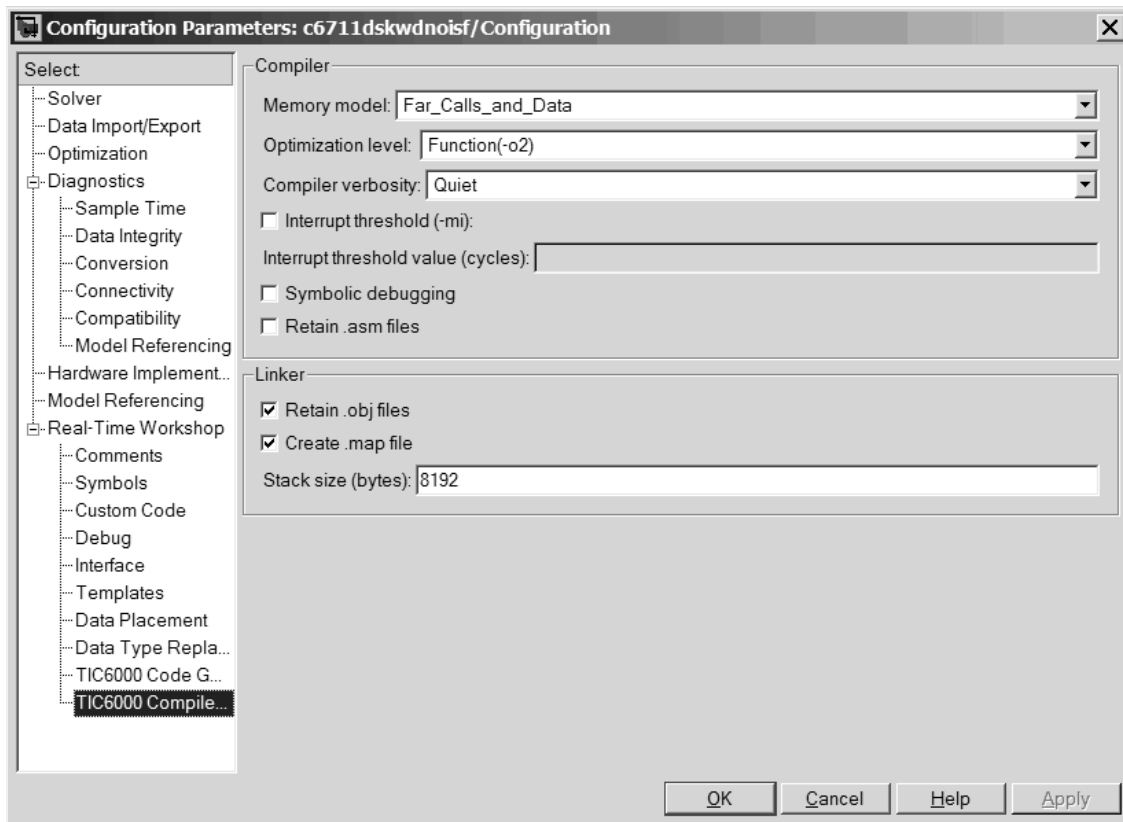 Configuration Parameters: c6711dskwdnoisf/Configuration
Select:
Solver
Data Import/Export
Optimization
Diagnostics
Sample Time
Data Integrity
Conversion
Connectivity
Compatibility
Model Referencing
Hardware Implement...
Model Referencing
Real-Time Workshop
Comments
Symbols
Custom Code
Debug
Interface
Templates
Data Placement
Data Type Repla...
TIC6000 Code G...
TIC6000 Compile...
Compiler
Memory model: Far_Calls_and_Data
Optimization level: Function(-o2)
Compiler verbosity: Quiet
Interrupt threshold (-mi):
Interrupt threshold value (cycles):
Symbolic debugging
Retain .asm files
Linker
Retain .obj files
Create .map file
Stack size (bytes): 8192
OK Cancel Help Apply